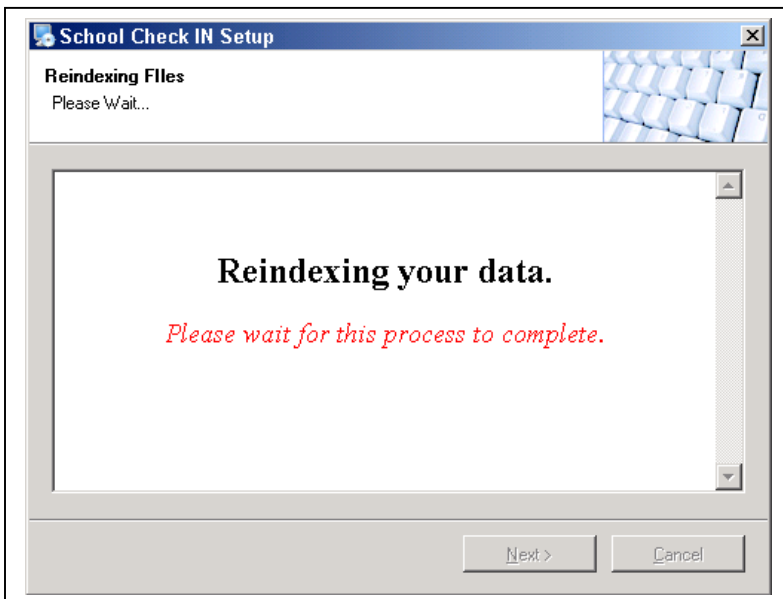 School Check IN Setup
Reindexing FIles
Please Wait...
Reindexing your data.
Please wait for this process to complete.
Next >
Cancel